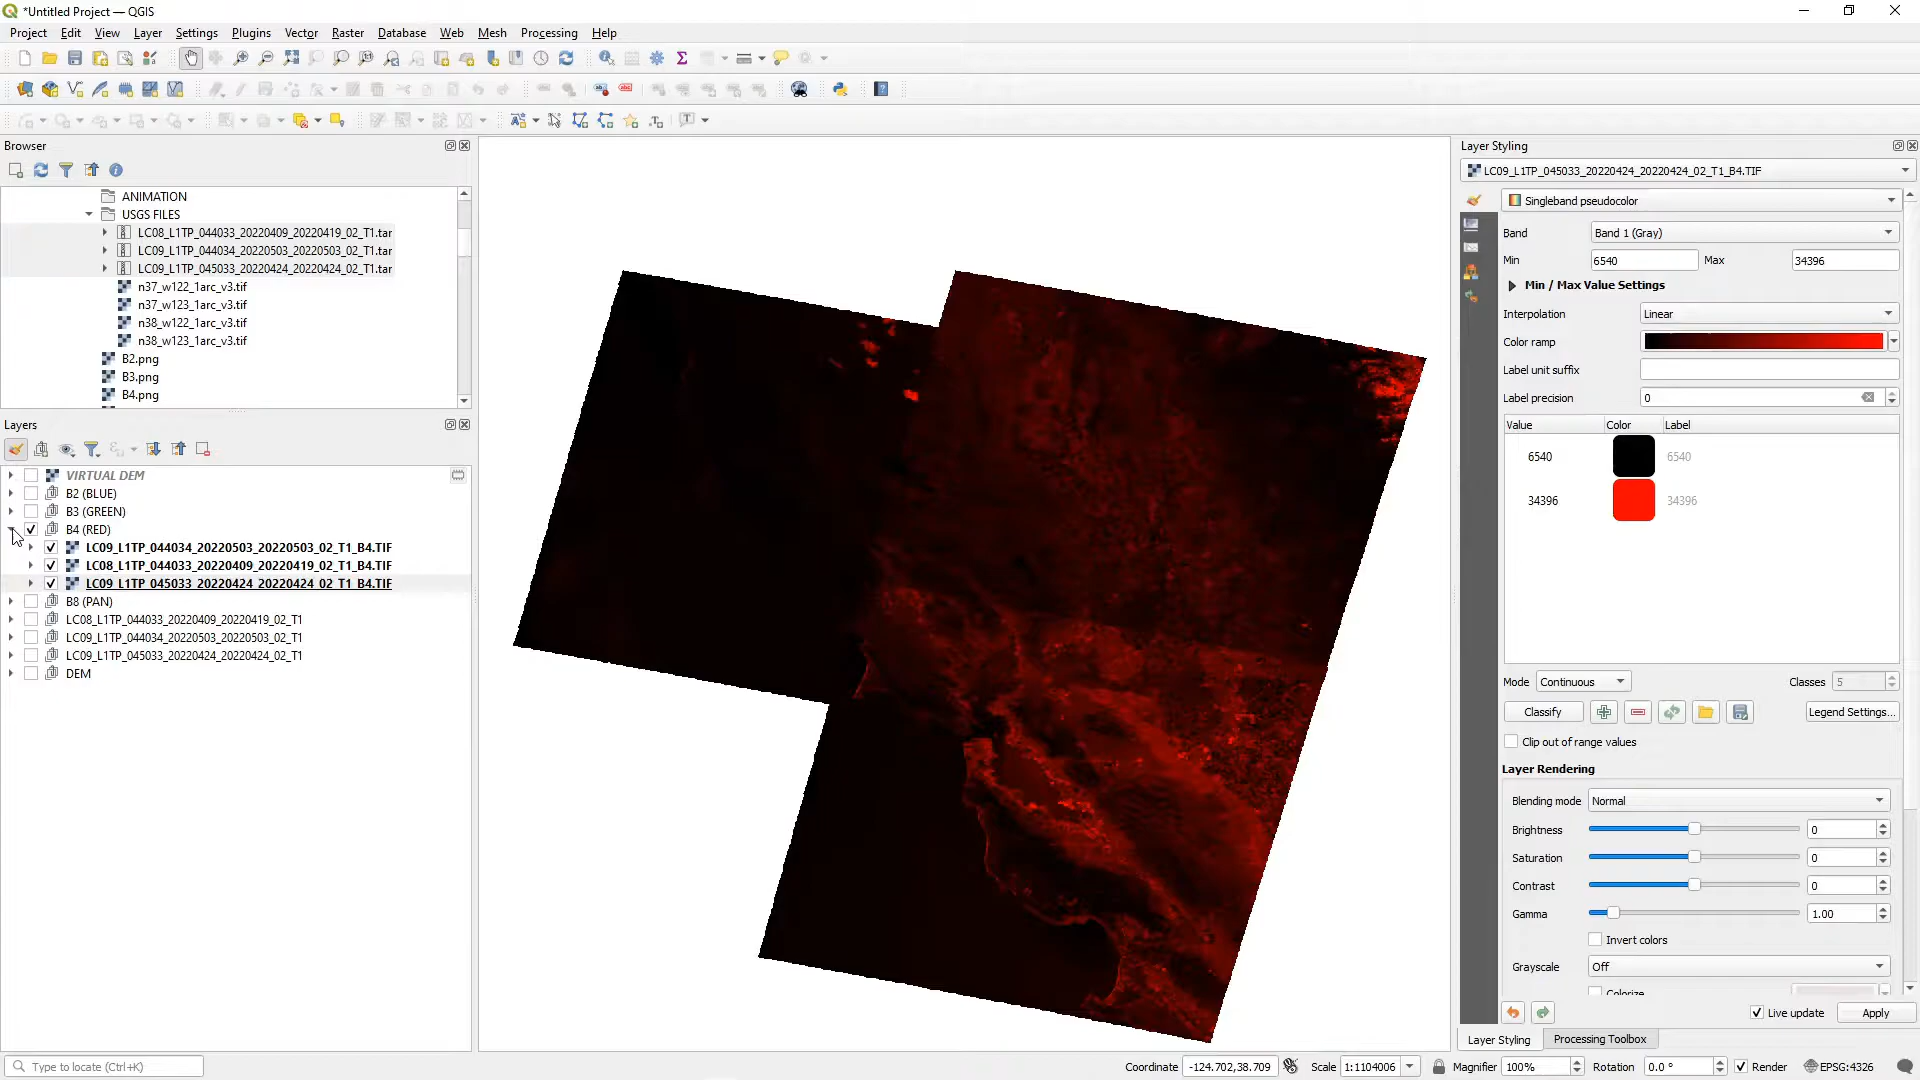 *Untitled Project — QGIS
Project Edit View Layer Settings Plugins Vector Raster Database Web Mesh Processing Help
Browser
ANIMATION
USGS FILES
LC08_L1TP_044033_20220409_20220419_02_T1.tar
LC09_L1TP_044034_20220503_20220503_02_T1.tar
LC09_L1TP_045033_20220424_20220424_02_T1.tar
n37_w122_1arc_v3.tif
n37_w123_1arc_v3.tif
n38_w122_1arc_v3.tif
n38_w123_1arc_v3.tif
B2.png
B3.png
B4.png
Layers
VIRTUAL DEM
B2 (BLUE)
B3 (GREEN)
B4 (RED)
LC09_L1TP_044034_20220503_20220503_02_T1_B4.TIF
LC08_L1TP_044033_20220409_20220419_02_T1_B4.TIF
LC09_L1TP_045033_20220424_20220424_02_T1_B4.TIF
B8 (PAN)
LC08_L1TP_044033_20220409_20220419_02_T1
LC09_L1TP_044034_20220503_20220503_02_T1
LC09_L1TP_045033_20220424_20220424_02_T1
DEM
Layer Styling
LC09_L1TP_045033_20220424_20220424_02_T1_B4.TIF
Singleband pseudocolor
Band Band 1 (Gray)
Min 6540 Max 34396
Min / Max Value Settings
Interpolation Linear
Color ramp
Label unit suffix
Label precision 0
Value Color Label
6540 6540
34396 34396
Mode Continuous Classes 5
Classify Legend Settings...
Clip out of range values
Layer Rendering
Blending mode Normal
Brightness 0
Saturation 0
Contrast 0
Gamma 1.00
Invert colors
Grayscale Off
Colorize
Live update Apply
Layer Styling Processing Toolbox
Type to locate (Ctrl+K) Coordinate -124.702,38.709 Scale 1:1104006 Magnifier 100% Rotation 0.0 ° Render EPSG:4326